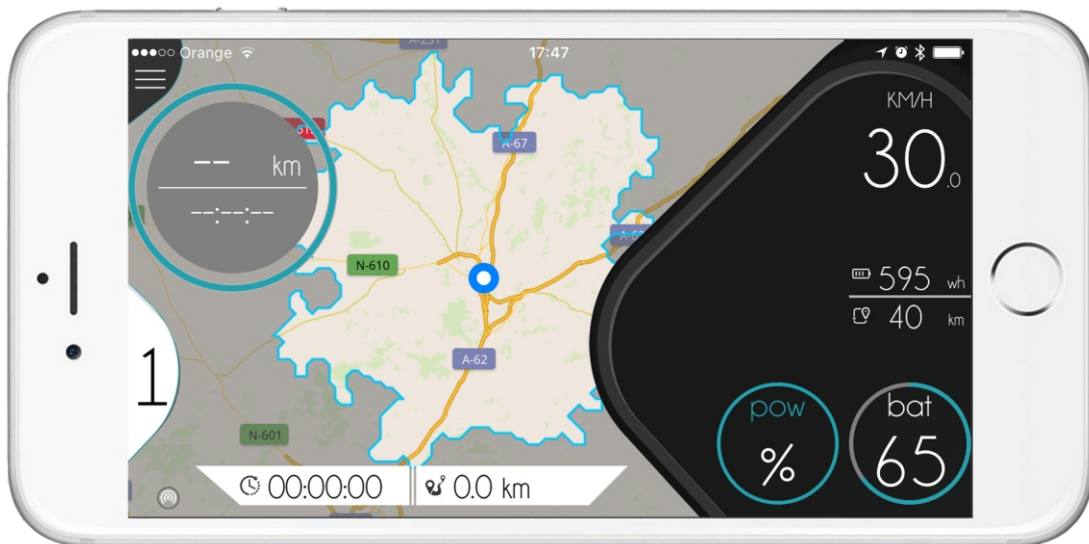 Orange 17:47
A-231
KM/H
30.0
-- km
--:--:--
A-67
N-610
595 wh
40 km
1
A-62
pow
%
bat
65
N-601
00:00:00 0.0 km